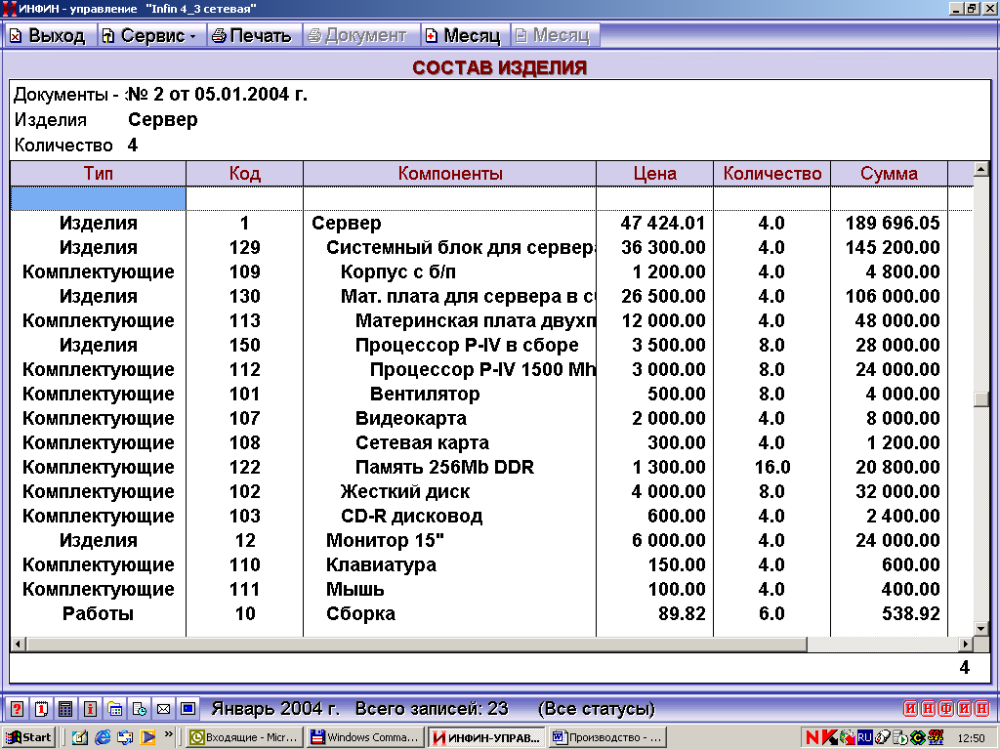 ИНФИН - управление "Infin 4_3 сетевая"
Выход Сервис Печать Документ Месяц Месяц
СОСТАВ ИЗДЕЛИЯ
Документы - № 2 от 05.01.2004 г.
Изделия Сервер
Количество 4
Тип Код Компоненты Цена Количество Сумма
Изделия 1 Сервер 47 424.01 4.0 189 696.05
Изделия 129 Системный блок для сервера 36 300.00 4.0 145 200.00
Комплектующие 109 Корпус с б/п 1 200.00 4.0 4 800.00
Изделия 130 Мат. плата для сервера в сб 26 500.00 4.0 106 000.00
Комплектующие 113 Материнская плата двухп 12 000.00 4.0 48 000.00
Изделия 150 Процессор P-IV в сборе 3 500.00 8.0 28 000.00
Комплектующие 112 Процессор P-IV 1500 Mh 3 000.00 8.0 24 000.00
Комплектующие 101 Вентилятор 500.00 8.0 4 000.00
Комплектующие 107 Видеокарта 2 000.00 4.0 8 000.00
Комплектующие 108 Сетевая карта 300.00 4.0 1 200.00
Комплектующие 122 Память 256Mb DDR 1 300.00 16.0 20 800.00
Комплектующие 102 Жесткий диск 4 000.00 8.0 32 000.00
Комплектующие 103 CD-R дисковод 600.00 4.0 2 400.00
Изделия 12 Монитор 15" 6 000.00 4.0 24 000.00
Комплектующие 110 Клавиатура 150.00 4.0 600.00
Комплектующие 111 Мышь 100.00 4.0 400.00
Работы 10 Сборка 89.82 6.0 538.92
4
Январь 2004 г. Всего записей: 23 (Все статусы) ИНФИН
Start » Входящие - Micr... Windows Comma... ИНФИН-УПРАВ... Производство - ... RU 12:50